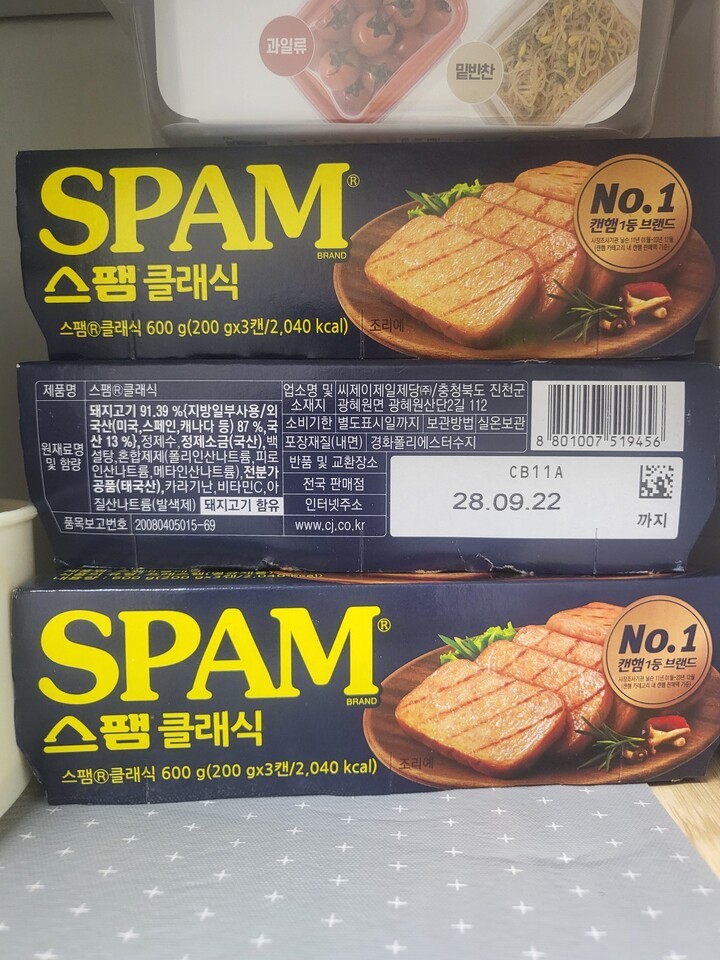 과일류
밑반찬
SPAM®
BRAND
스팸 클래식
스팸®클래식 600 g(200 gx3캔/2,040 kcal)
조리예
No.1
캔햄 1등 브랜드
제품명 스팸®클래식
원재료명 및 함량
돼지고기 91.39 %{지방일부사용/외
국산(미국,스페인,캐나다 등) 87 %,국
산 13 %},정제수,정제소금(국산),백
설탕,혼합제제(폴리인산나트륨,피로
인산나트륨,메타인산나트륨),전분가
공품(태국산),카라기난,비타민C,아
질산나트륨(발색제) 돼지고기 함유
품목보고번호 20080405015-69
업소명 및 소재지
씨제이제일제당㈜/충청북도 진천군
광혜원면 광혜원산단2길 112
소비기한 별도표시일까지 보관방법 실온보관
포장재질(내면) 경화폴리에스터수지
반품 및 교환장소
전국 판매점
인터넷주소
www.cj.co.kr
8 801007 519456
CB11A
28.09.22
까지
SPAM®
BRAND
스팸 클래식
스팸®클래식 600 g(200 gx3캔/2,040 kcal)
조리예
No.1
캔햄 1등 브랜드